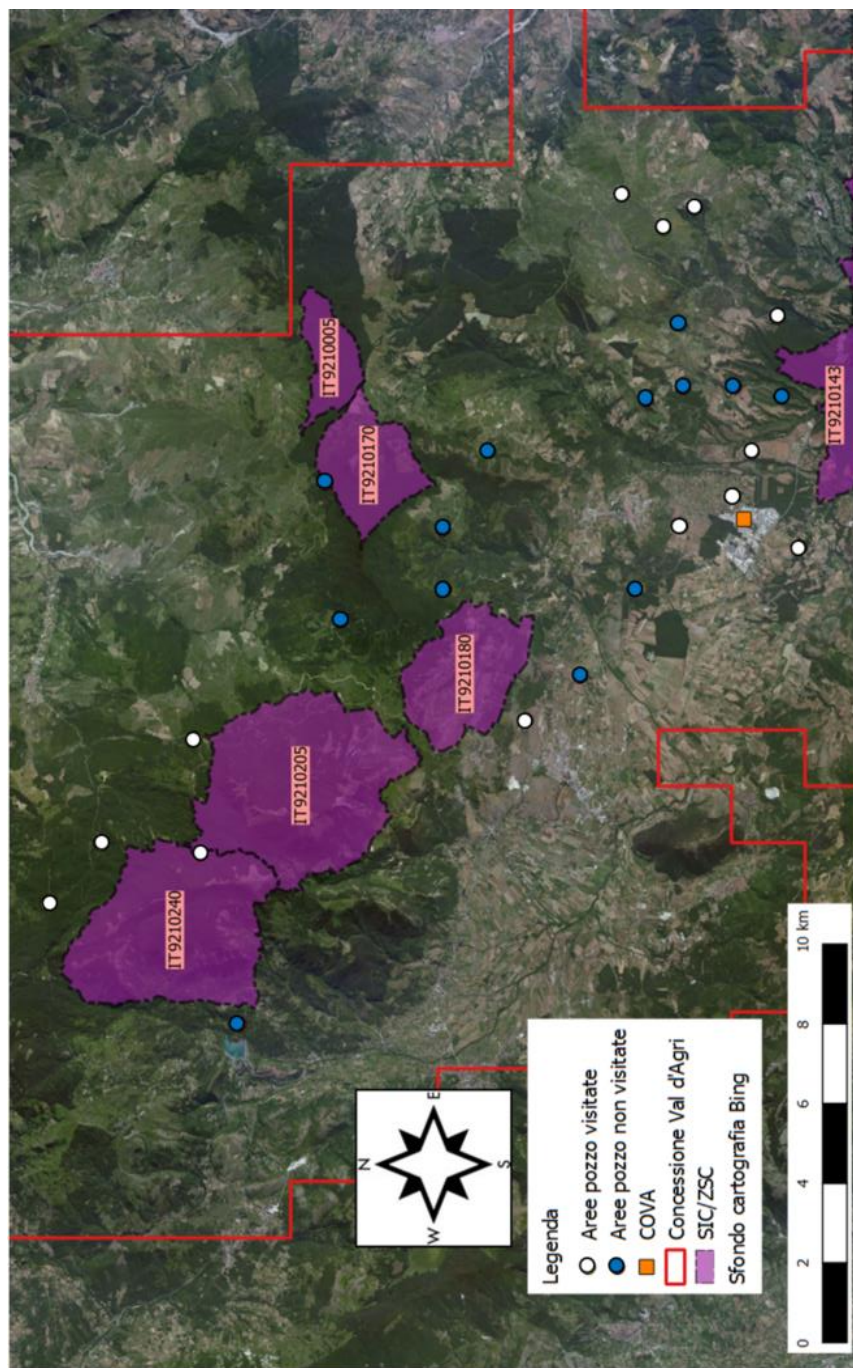 IT9210005
IT9210170
IT9210143
IT9210180
IT9210205
IT9210240
N
W
E
S
Legenda
Aree pozzo visitate
Aree pozzo non visitate
COVA
Concessione Val d'Agri
SIC/ZSC
Sfondo cartografia Bing
0 2 4 6 8 10 km